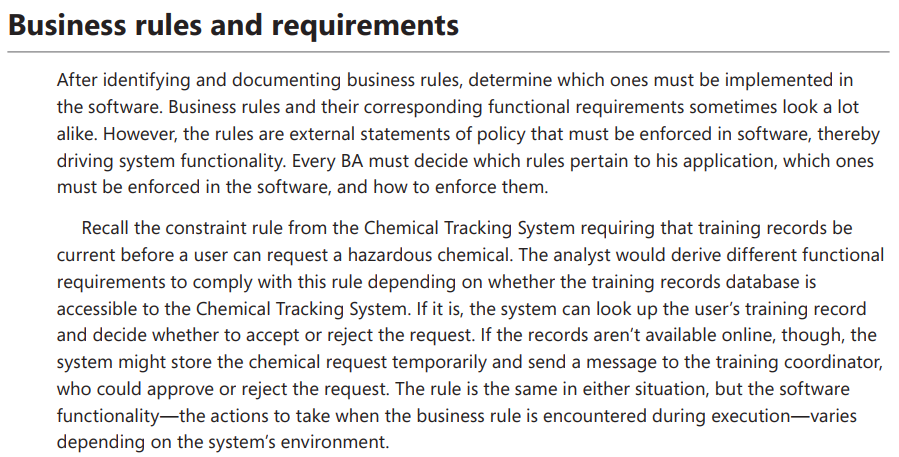 Business rules and requirements
After identifying and documenting business rules, determine which ones must be implemented in
the software. Business rules and their corresponding functional requirements sometimes look a lot
alike. However, the rules are external statements of policy that must be enforced in software, thereby
driving system functionality. Every BA must decide which rules pertain to his application, which ones
must be enforced in the software, and how to enforce them.
Recall the constraint rule from the Chemical Tracking System requiring that training records be
current before a user can request a hazardous chemical. The analyst would derive different functional
requirements to comply with this rule depending on whether the training records database is
accessible to the Chemical Tracking System. If it is, the system can look up the user’s training record
and decide whether to accept or reject the request. If the records aren’t available online, though, the
system might store the chemical request temporarily and send a message to the training coordinator,
who could approve or reject the request. The rule is the same in either situation, but the software
functionality—the actions to take when the business rule is encountered during execution—varies
depending on the system’s environment.